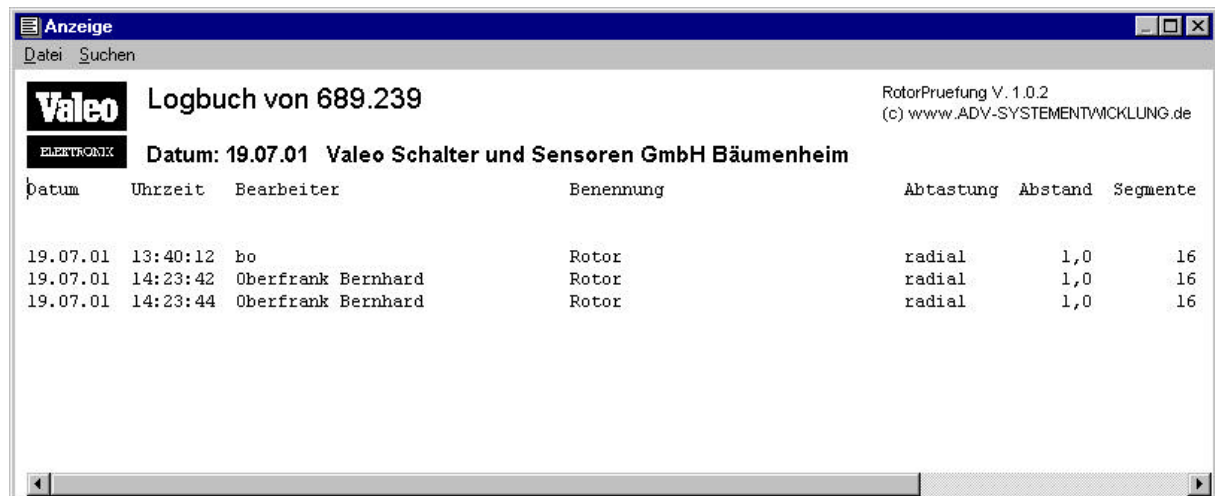 Anzeige
Datei Suchen
Valeo Logbuch von 689.239 RotorPruefung V. 1.0.2
(c) www.ADV-SYSTEMENTWICKLUNG.de
ELEKTRONIK Datum: 19.07.01 Valeo Schalter und Sensoren GmbH Bäumenheim
Datum Uhrzeit Bearbeiter Benennung Abtastung Abstand Segmente
19.07.01 13:40:12 bo Rotor radial 1,0 16
19.07.01 14:23:42 Oberfrank Bernhard Rotor radial 1,0 16
19.07.01 14:23:44 Oberfrank Bernhard Rotor radial 1,0 16